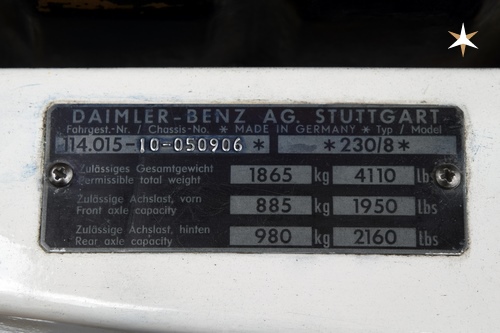 DAIMLER-BENZ AG. STUTTGART
Fahrgest.-Nr. / Chassis-No. * MADE IN GERMANY * Typ / Model
114.015-10-050906 * *230/8*
Zulässiges Gesamtgewicht
permissible total weight 1865 kg 4110 lbs
Zulässige Achslast, vorn
Front axle capacity 885 kg 1950 lbs
Zulässige Achslast, hinten
Rear axle capacity 980 kg 2160 lbs